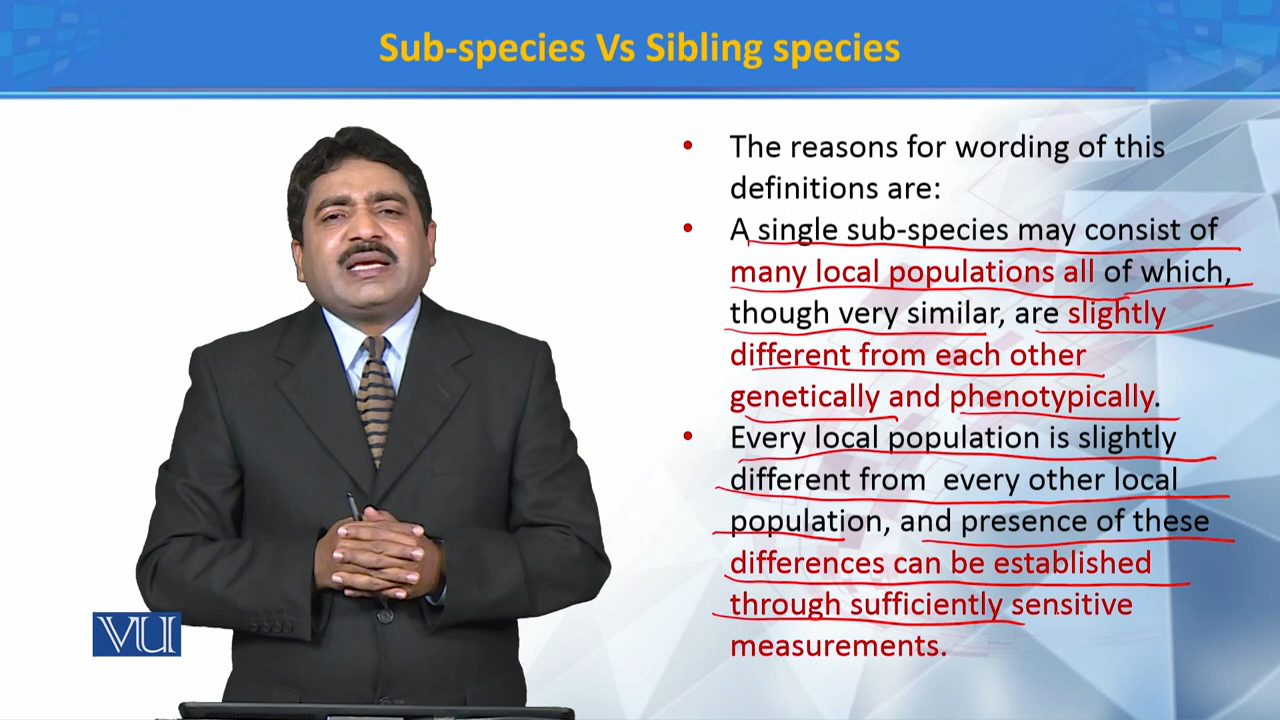 Sub-species Vs Sibling species
The reasons for wording of this
definitions are:
A single sub-species may consist of
many local populations all of which,
though very similar, are slightly
different from each other
genetically and phenotypically.
Every local population is slightly
different from every other local
population, and presence of these
differences can be established
through sufficiently sensitive
measurements.
VU